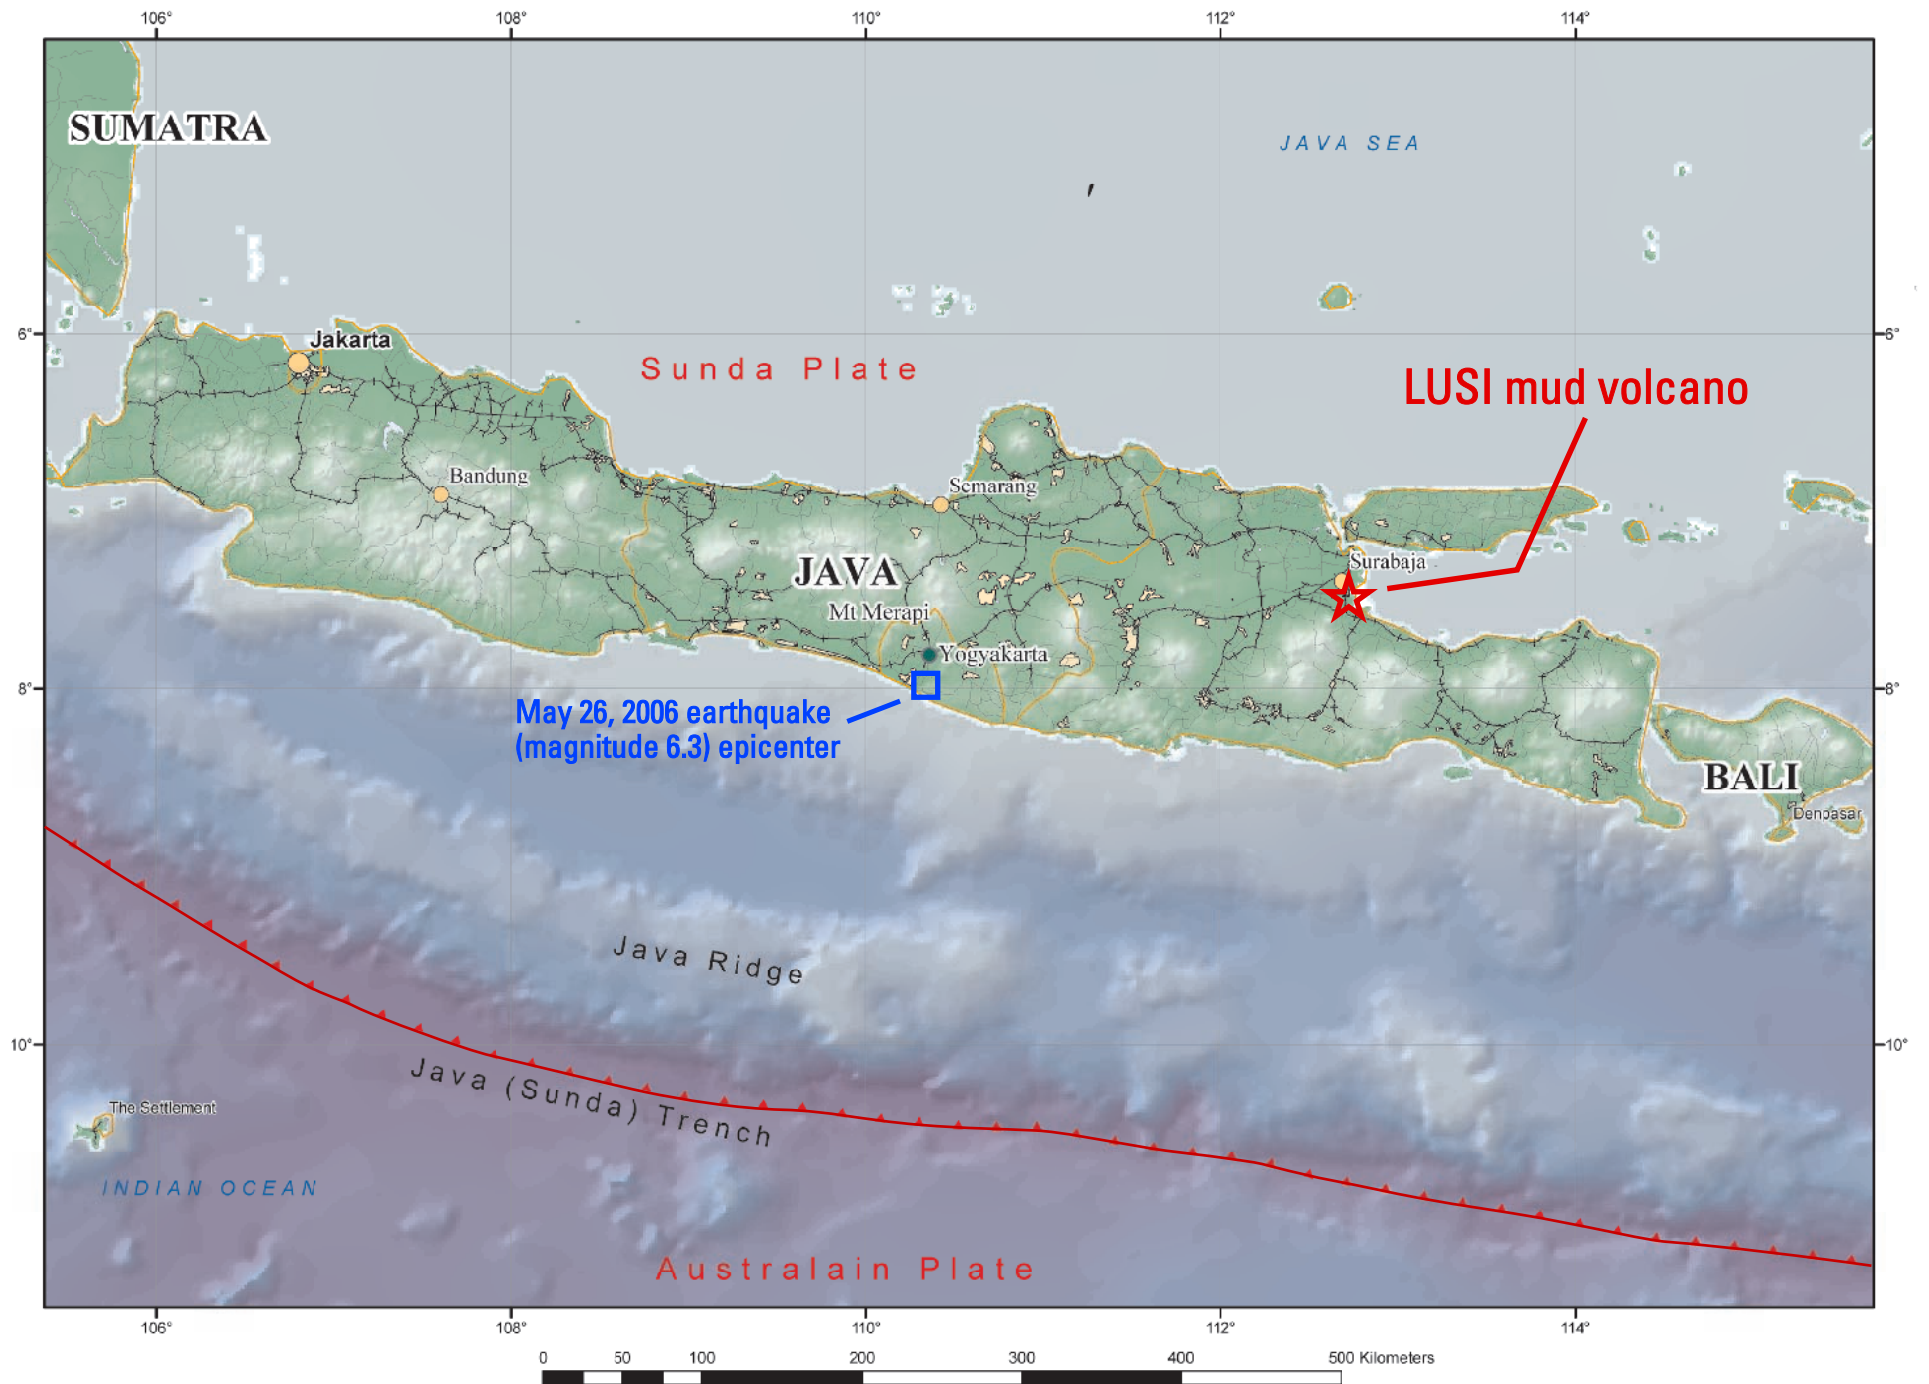 106° 108° 110° 112° 114°
SUMATRA
JAVA SEA
6° 6°
Jakarta
Sunda Plate
LUSI mud volcano
Bandung
Semarang
JAVA
Surabaja
Mt Merapi
Yogyakarta
8° 8°
May 26, 2006 earthquake
(magnitude 6.3) epicenter
BALI
Denpasar
Java Ridge
10° 10°
Java (Sunda) Trench
The Settlement
INDIAN OCEAN
Australain Plate
106° 108° 110° 112° 114°
0 50 100 200 300 400 500 Kilometers